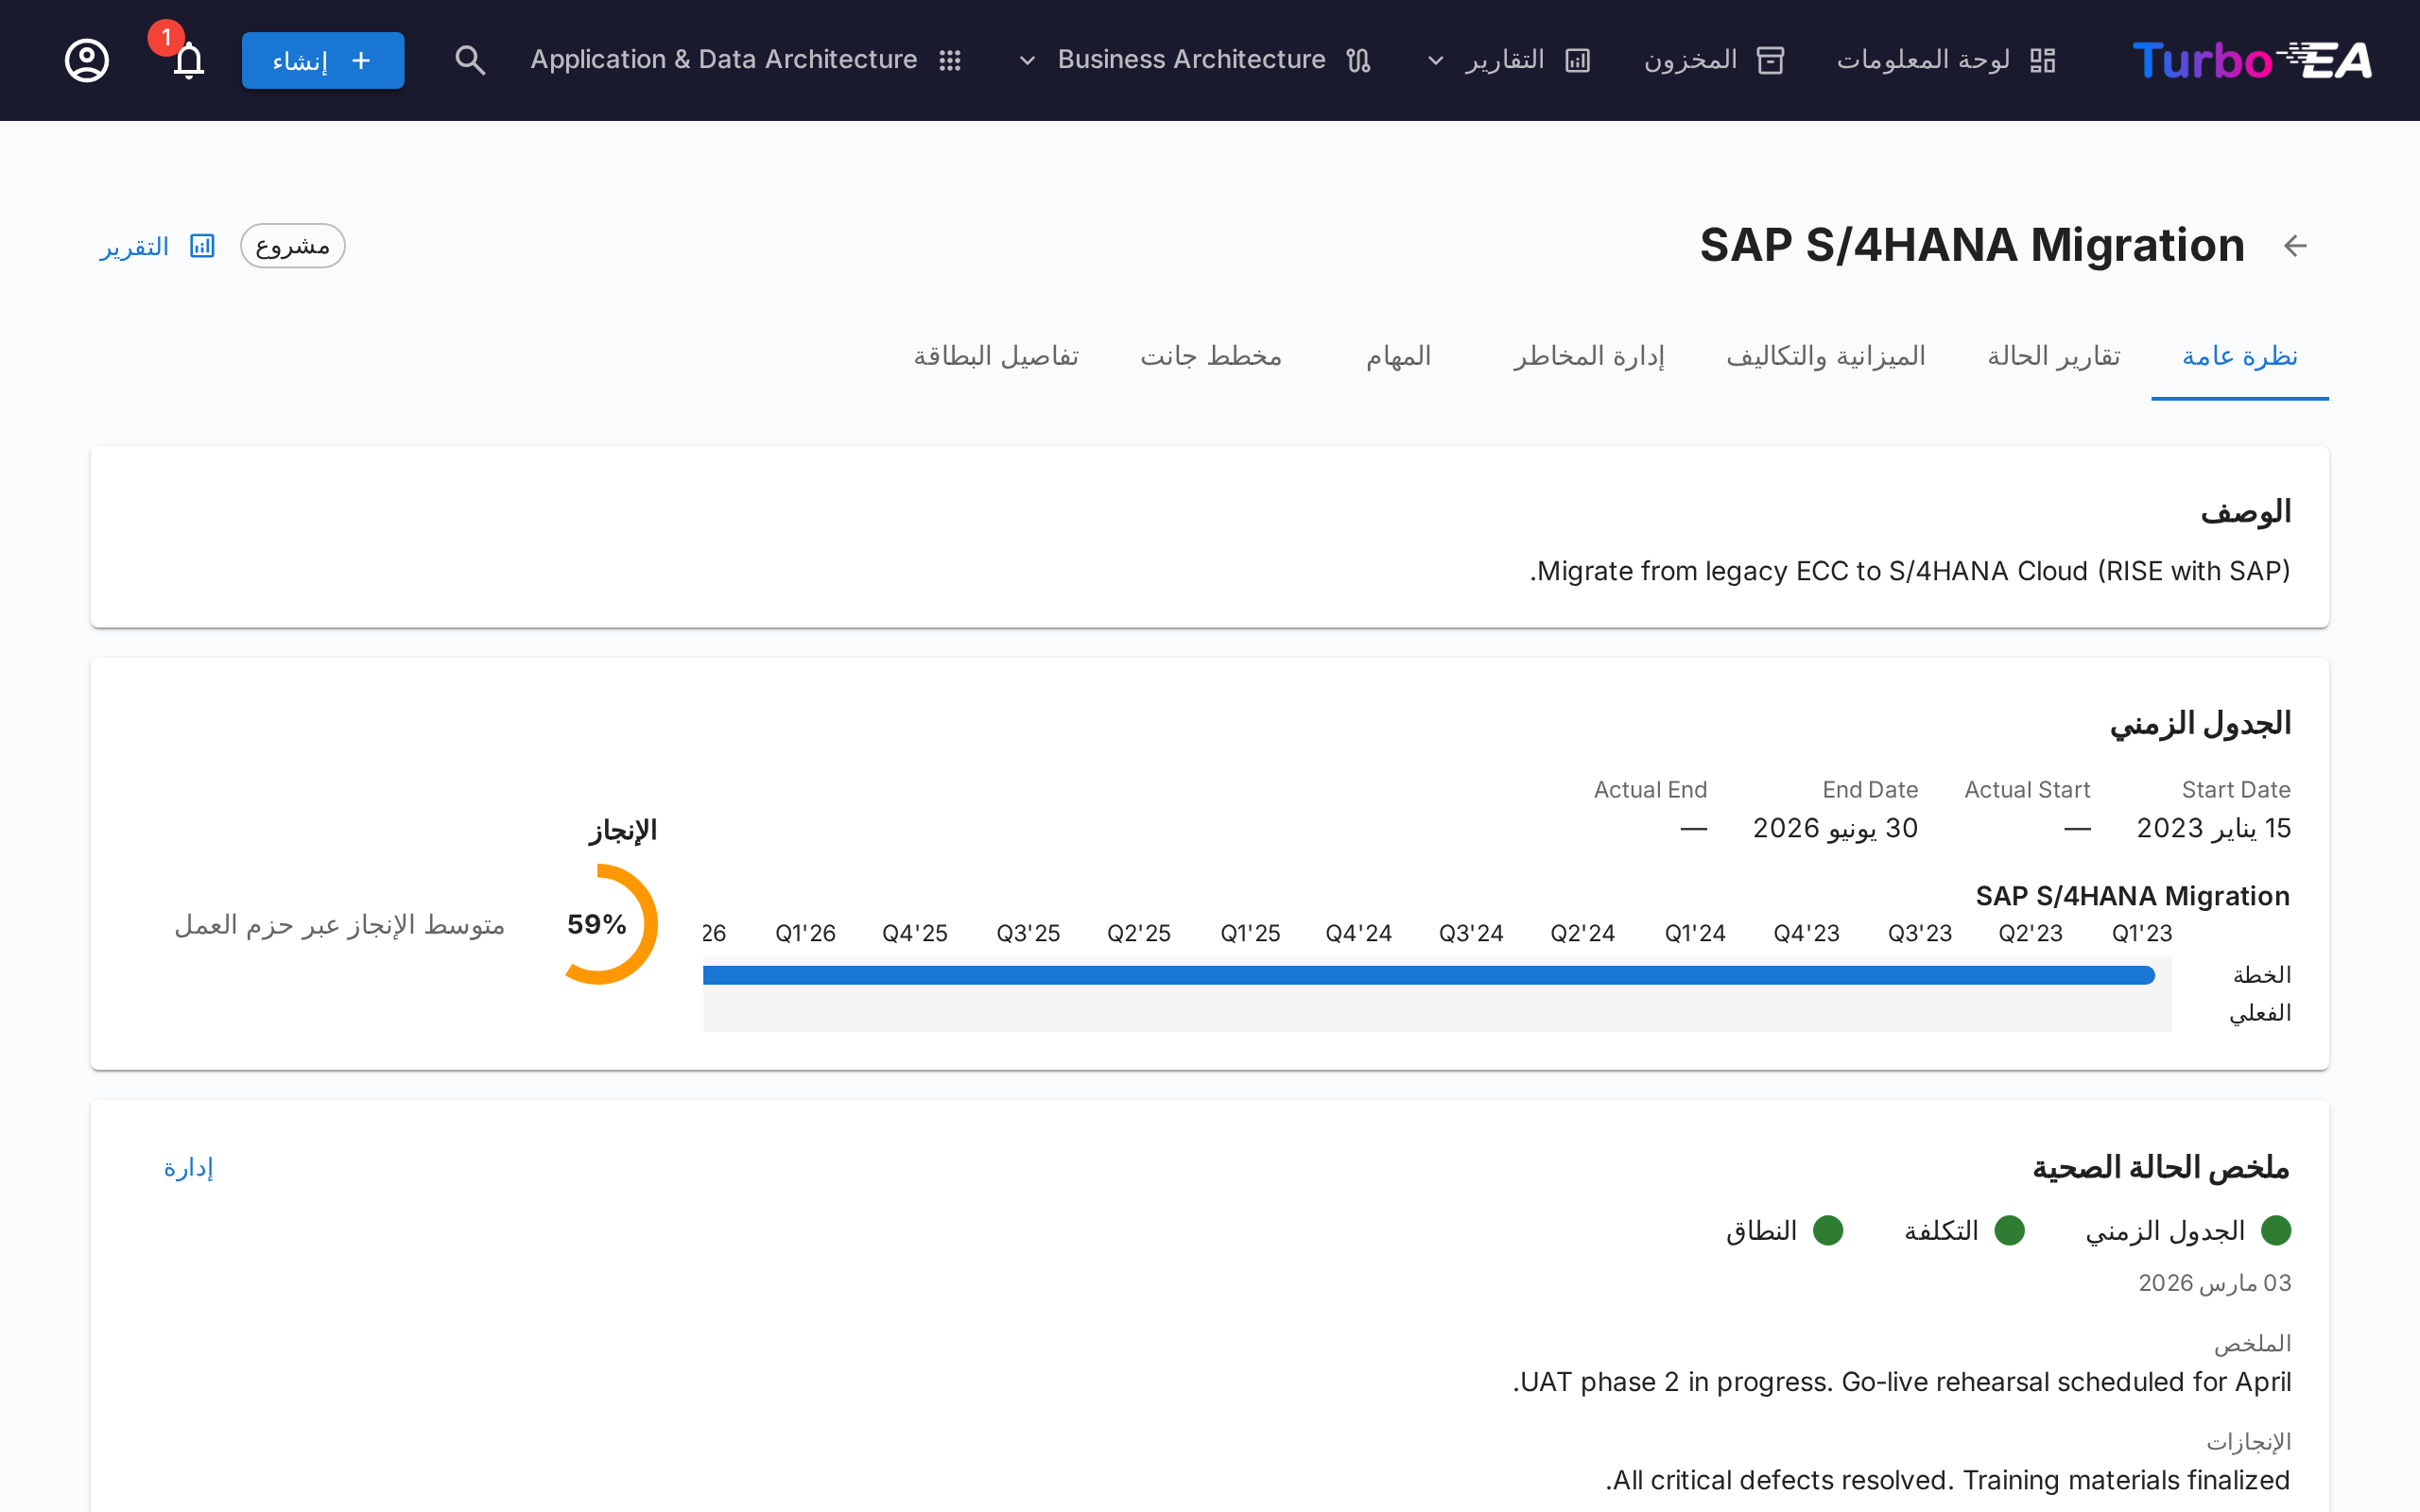 Turbo EA
لوحة المعلومات
المخزون
التقارير
Business Architecture
Application & Data Architecture
+ إنشاء
1
SAP S/4HANA Migration
مشروع
التقرير
نظرة عامة
تقارير الحالة
الميزانية والتكاليف
إدارة المخاطر
المهام
مخطط جانت
تفاصيل البطاقة
الوصف
Migrate from legacy ECC to S/4HANA Cloud (RISE with SAP).
الجدول الزمني
Start Date
15 يناير 2023
Actual Start
—
End Date
30 يونيو 2026
Actual End
—
SAP S/4HANA Migration
Q1'23 Q2'23 Q3'23 Q4'23 Q1'24 Q2'24 Q3'24 Q4'24 Q1'25 Q2'25 Q3'25 Q4'25 Q1'26 26
الخطة
الفعلي
الإنجاز
59%
متوسط الإنجاز عبر حزم العمل
ملخص الحالة الصحية
إدارة
الجدول الزمني
التكلفة
النطاق
03 مارس 2026
الملخص
UAT phase 2 in progress. Go-live rehearsal scheduled for April.
الإنجازات
All critical defects resolved. Training materials finalized.